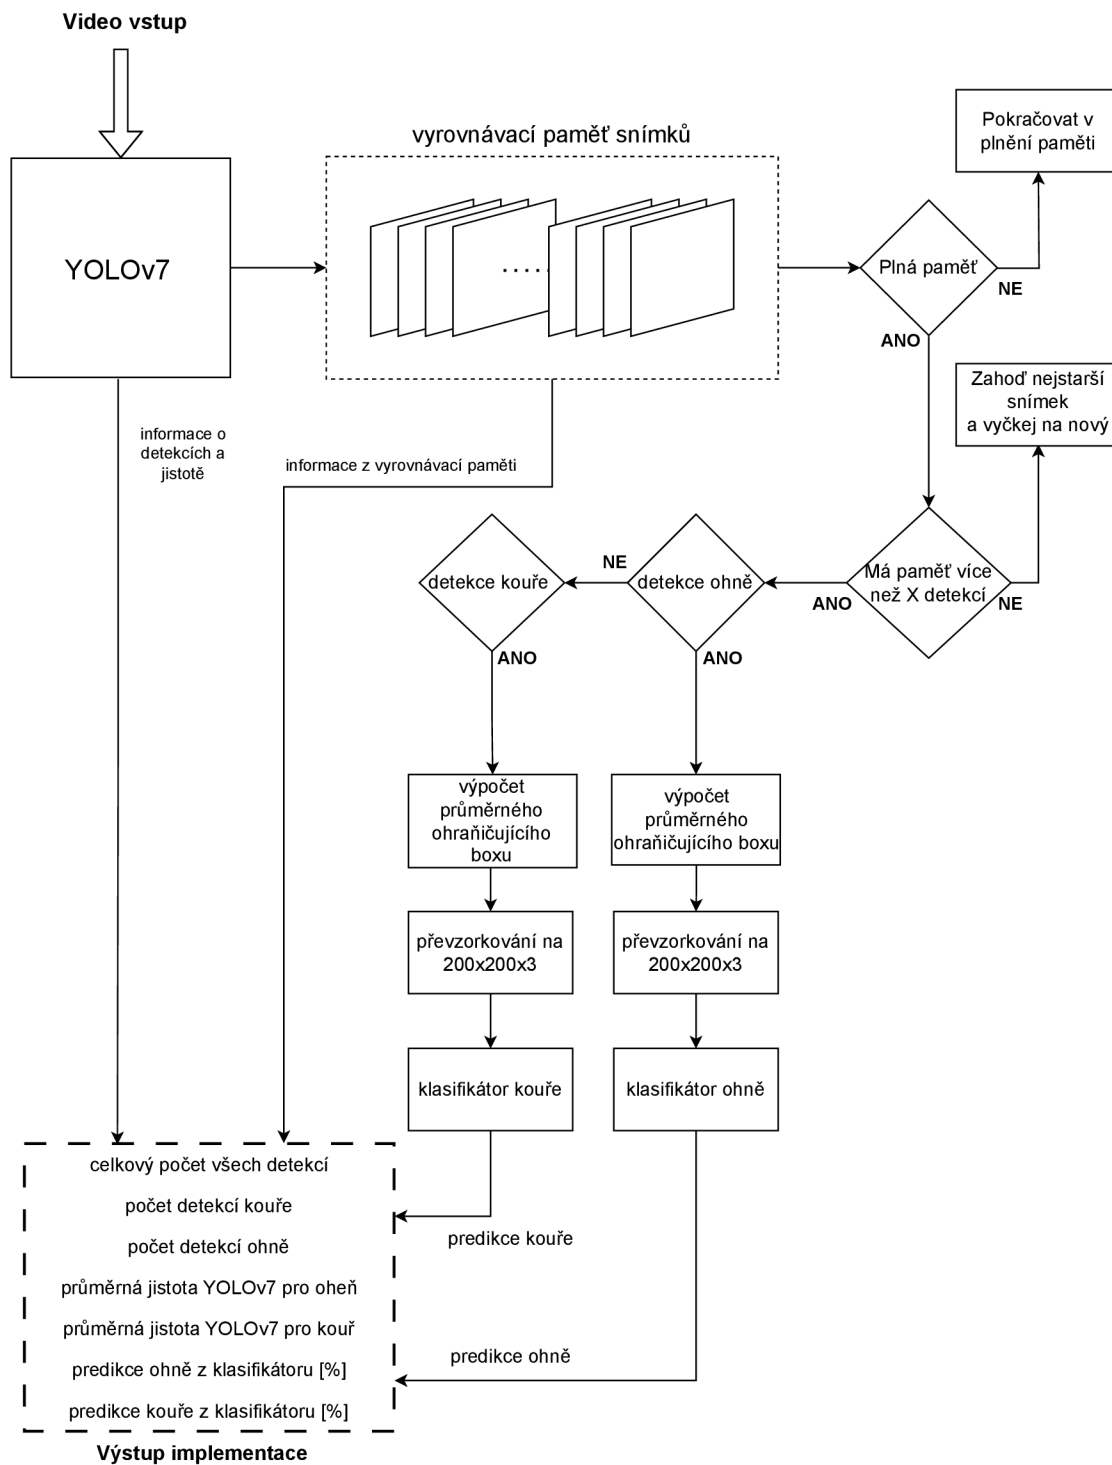 Video vstup
vyrovnávací paměť snímků
Pokračovat v
plnění paměti
YOLOv7
.....
Plná paměť
NE
ANO
Zahoď nejstarší
snímek
a vyčkej na nový
informace o
detekcích a
jistotě
informace z vyrovnávací paměti
detekce kouře
NE
detekce ohně
ANO
Má paměť více
než X detekcí
NE
ANO
ANO
výpočet
průměrného
ohraňičujícího
boxu
výpočet
průměrného
ohraňičujícího boxu
převzorkování na
200x200x3
převzorkování na
200x200x3
klasifikátor kouře
klasifikátor ohně
celkový počet všech detekcí
počet detekcí kouře
počet detekcí ohně
průměrná jistota YOLOv7 pro oheň
průměrná jistota YOLOv7 pro kouř
predikce ohně z klasifikátoru [%]
predikce kouře z klasifikátoru [%]
predikce kouře
predikce ohně
Výstup implementace